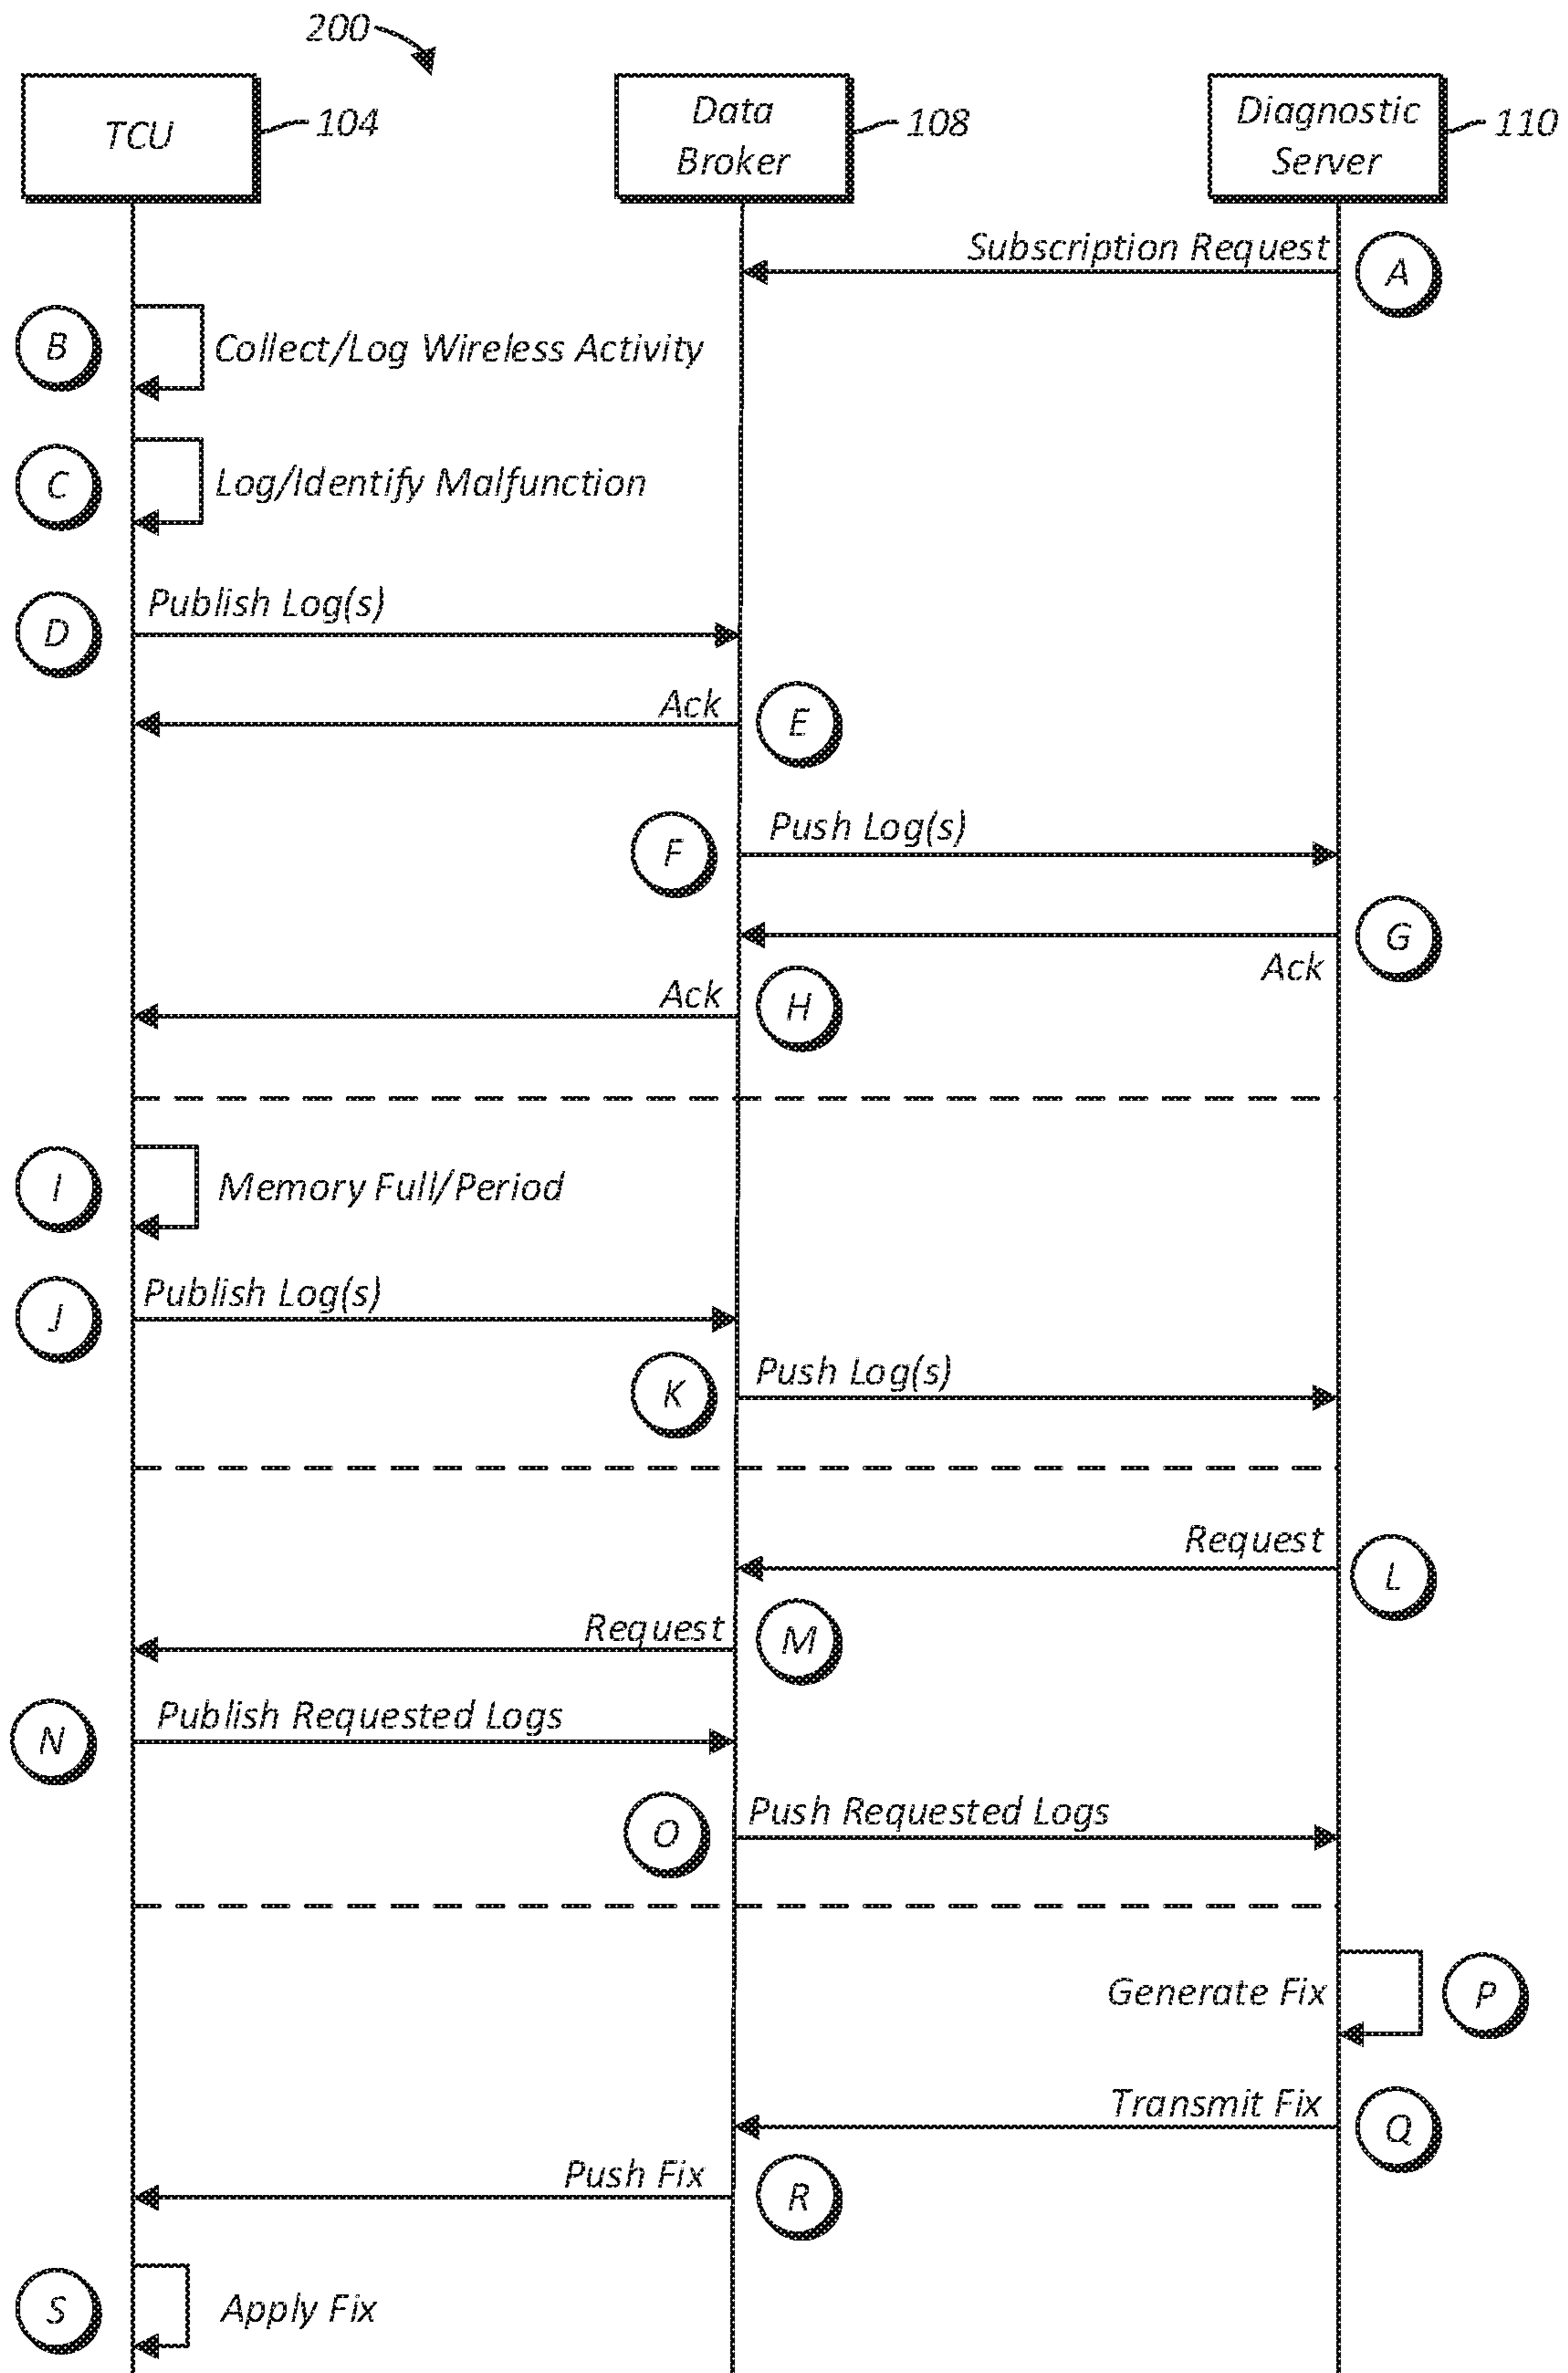 200
TCU
104
Data
Broker
108
Diagnostic
Server
110
Subscription Request
A
B
Collect/Log Wireless Activity
C
Log/Identify Malfunction
D
Publish Log(s)
Ack
E
F
Push Log(s)
G
Ack
Ack
H
I
Memory Full/Period
J
Publish Log(s)
K
Push Log(s)
Request
L
Request
M
N
Publish Requested Logs
O
Push Requested Logs
Generate Fix
P
Transmit Fix
Q
Push Fix
R
S
Apply Fix